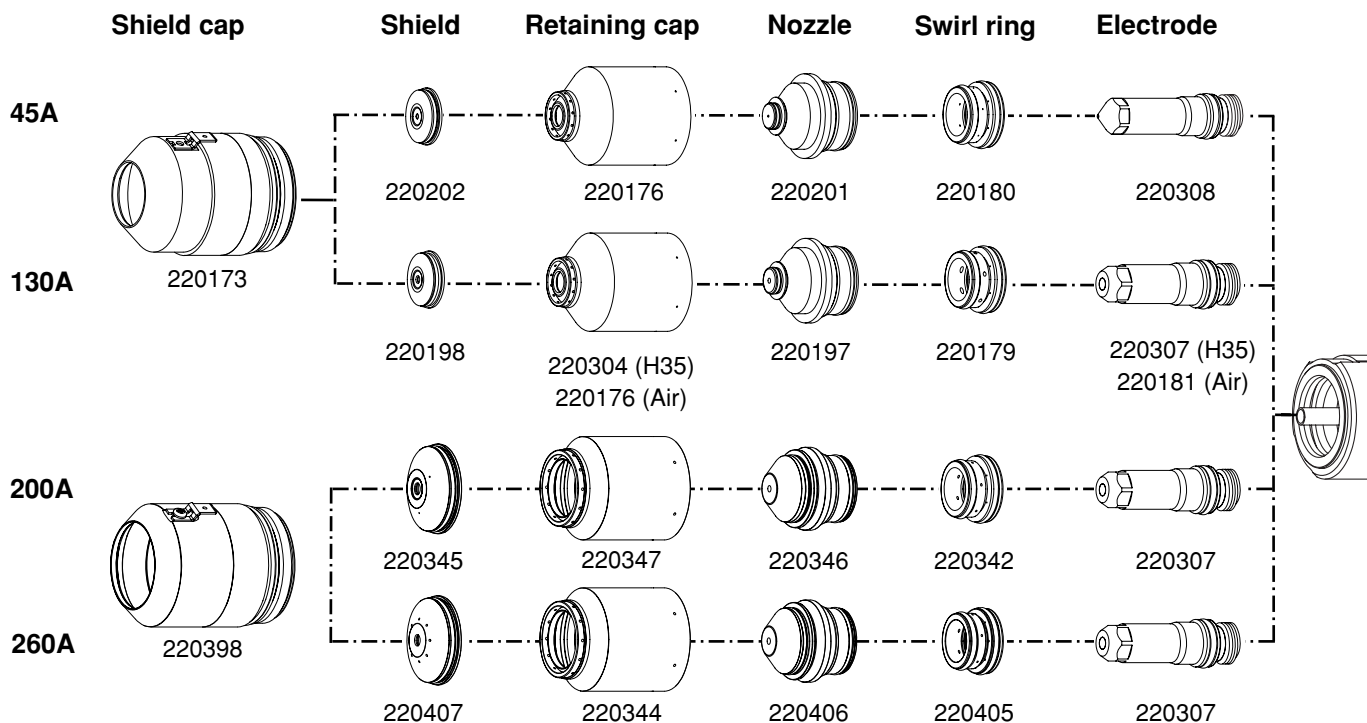 Shield cap Shield Retaining cap Nozzle Swirl ring Electrode
45A
220202 220176 220201 220180 220308
220173
130A
220198 220304 (H35) 220197 220179 220307 (H35)
220176 (Air) 220181 (Air)
200A
220345 220347 220346 220342 220307
220398
260A
220407 220344 220406 220405 220307